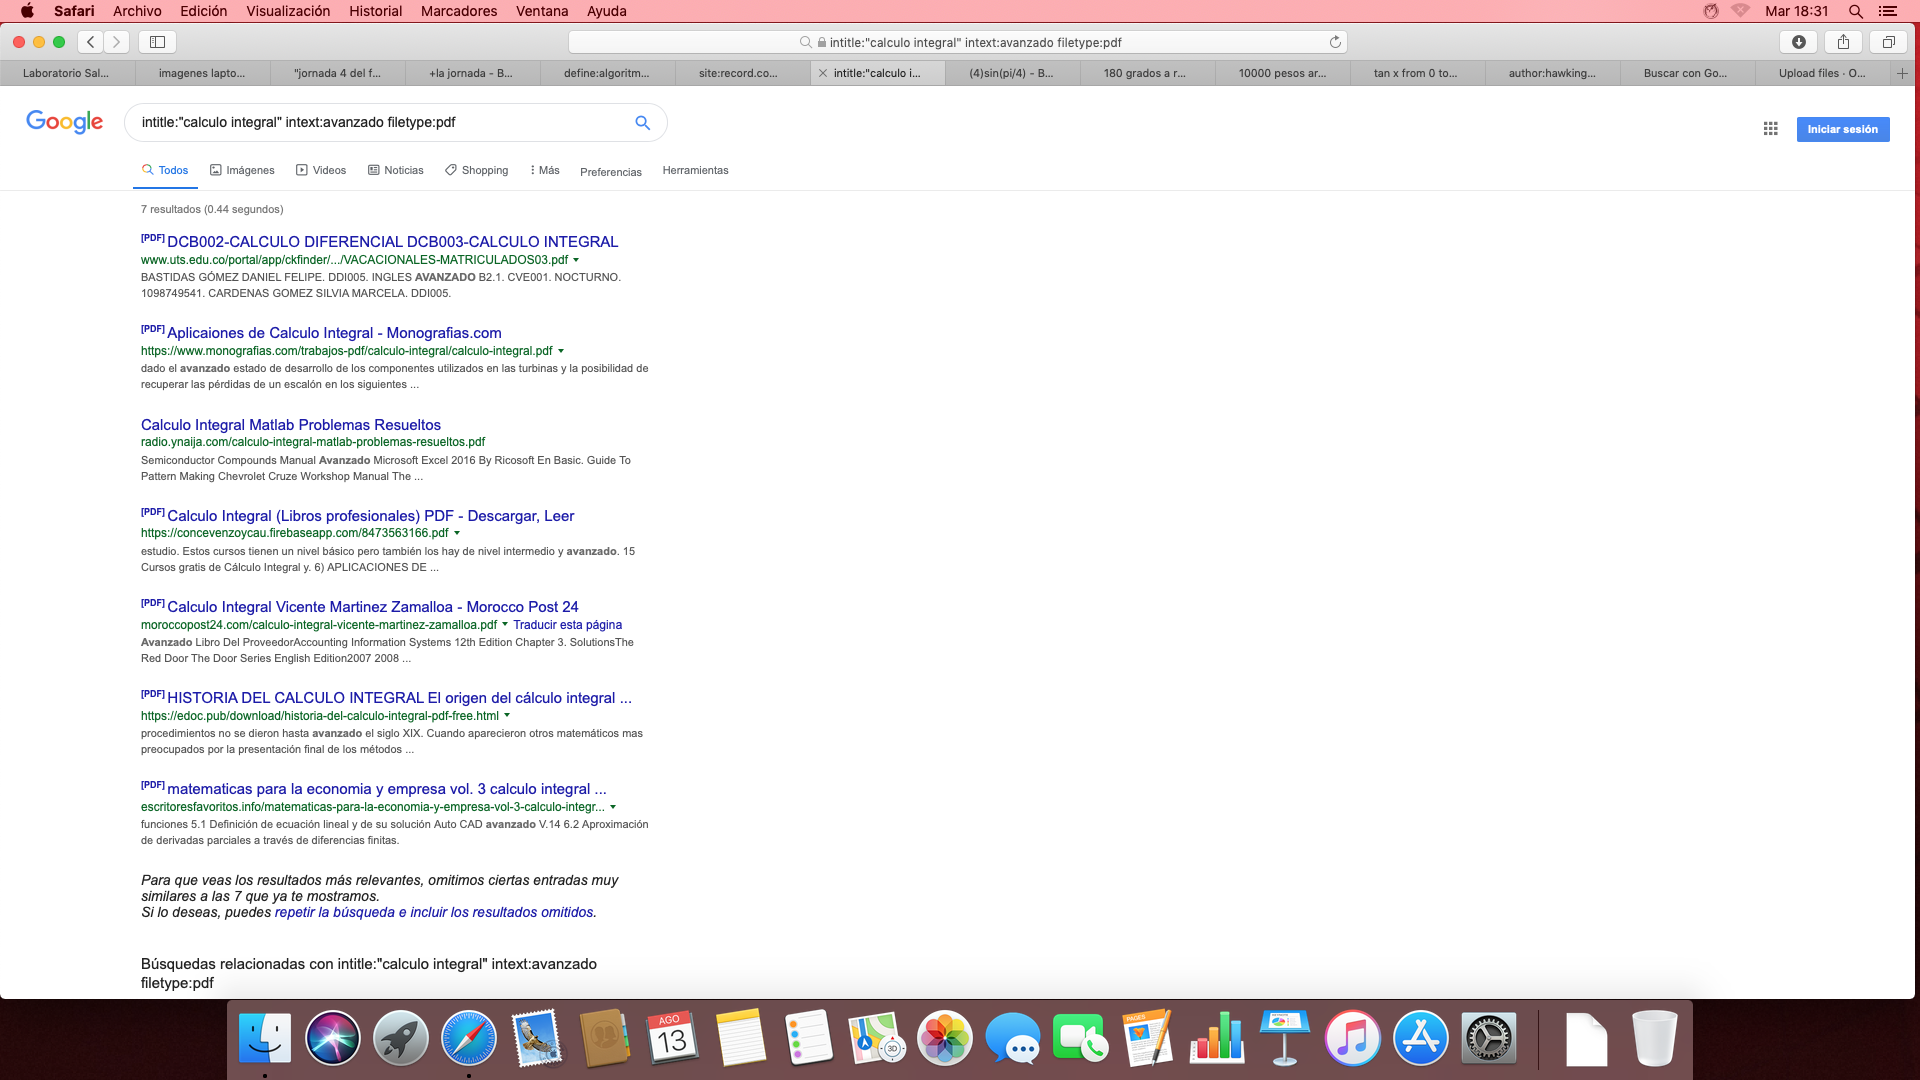 Safari Archivo Edición Visualización Historial Marcadores Ventana Ayuda Mar 18:31
intitle:"calculo integral" intext:avanzado filetype:pdf
Laboratorio Sal... imagenes lapto... "jornada 4 del f... +la jornada - B... define:algoritm... site:record.co... intitle:"calculo i... (4)sin(pi/4) - B... 180 grados a r... 10000 pesos ar... tan x from 0 to... author:hawking... Buscar con Go... Upload files · O...
Google intitle:"calculo integral" intext:avanzado filetype:pdf Iniciar sesión
Todos Imágenes Videos Noticias Shopping Más Preferencias Herramientas
7 resultados (0.44 segundos)
[PDF] DCB002-CALCULO DIFERENCIAL DCB003-CALCULO INTEGRAL
www.uts.edu.co/portal/app/ckfinder/.../VACACIONALES-MATRICULADOS03.pdf
BASTIDAS GÓMEZ DANIEL FELIPE. DDI005. INGLES AVANZADO B2.1. CVE001. NOCTURNO.
1098749541. CARDENAS GOMEZ SILVIA MARCELA. DDI005.
[PDF] Aplicaiones de Calculo Integral - Monografias.com
https://www.monografias.com/trabajos-pdf/calculo-integral/calculo-integral.pdf
dado el avanzado estado de desarrollo de los componentes utilizados en las turbinas y la posibilidad de
recuperar las pérdidas de un escalón en los siguientes ...
Calculo Integral Matlab Problemas Resueltos
radio.ynaija.com/calculo-integral-matlab-problemas-resueltos.pdf
Semiconductor Compounds Manual Avanzado Microsoft Excel 2016 By Ricosoft En Basic. Guide To
Pattern Making Chevrolet Cruze Workshop Manual The ...
[PDF] Calculo Integral (Libros profesionales) PDF - Descargar, Leer
https://concevenzoycau.firebaseapp.com/8473563166.pdf
estudio. Estos cursos tienen un nivel básico pero también los hay de nivel intermedio y avanzado. 15
Cursos gratis de Cálculo Integral y. 6) APLICACIONES DE ...
[PDF] Calculo Integral Vicente Martinez Zamalloa - Morocco Post 24
moroccopost24.com/calculo-integral-vicente-martinez-zamalloa.pdf Traducir esta página
Avanzado Libro Del ProveedorAccounting Information Systems 12th Edition Chapter 3. SolutionsThe
Red Door The Door Series English Edition2007 2008 ...
[PDF] HISTORIA DEL CALCULO INTEGRAL El origen del cálculo integral ...
https://edoc.pub/download/historia-del-calculo-integral-pdf-free.html
procedimientos no se dieron hasta avanzado el siglo XIX. Cuando aparecieron otros matemáticos mas
preocupados por la presentación final de los métodos ...
[PDF] matematicas para la economia y empresa vol. 3 calculo integral ...
escritoresfavoritos.info/matematicas-para-la-economia-y-empresa-vol-3-calculo-integr...
funciones 5.1 Definición de ecuación lineal y de su solución Auto CAD avanzado V.14 6.2 Aproximación
de derivadas parciales a través de diferencias finitas.
Para que veas los resultados más relevantes, omitimos ciertas entradas muy
similares a las 7 que ya te mostramos.
Si lo deseas, puedes repetir la búsqueda e incluir los resultados omitidos.
Búsquedas relacionadas con intitle:"calculo integral" intext:avanzado
filetype:pdf
AGO
13
3D
PAGES